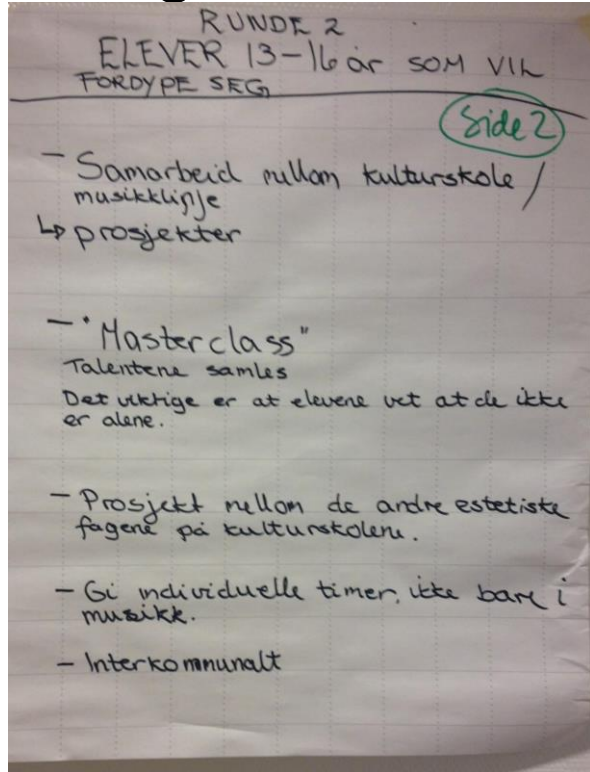 RUNDE 2
ELEVER 13-16 år SOM VIL
FORDYPE SEG
Side 2
- Samarbeid mellom kulturskole /
musikklinje
↳ prosjekter
- "Masterclass"
Talentene samles
Det viktige er at elevene vet at de ikke
er alene.
- Prosjekt mellom de andre estetiske
fagene på kulturskolene.
- Gi individuelle timer, ikke bare i
musikk.
- Interkommunalt